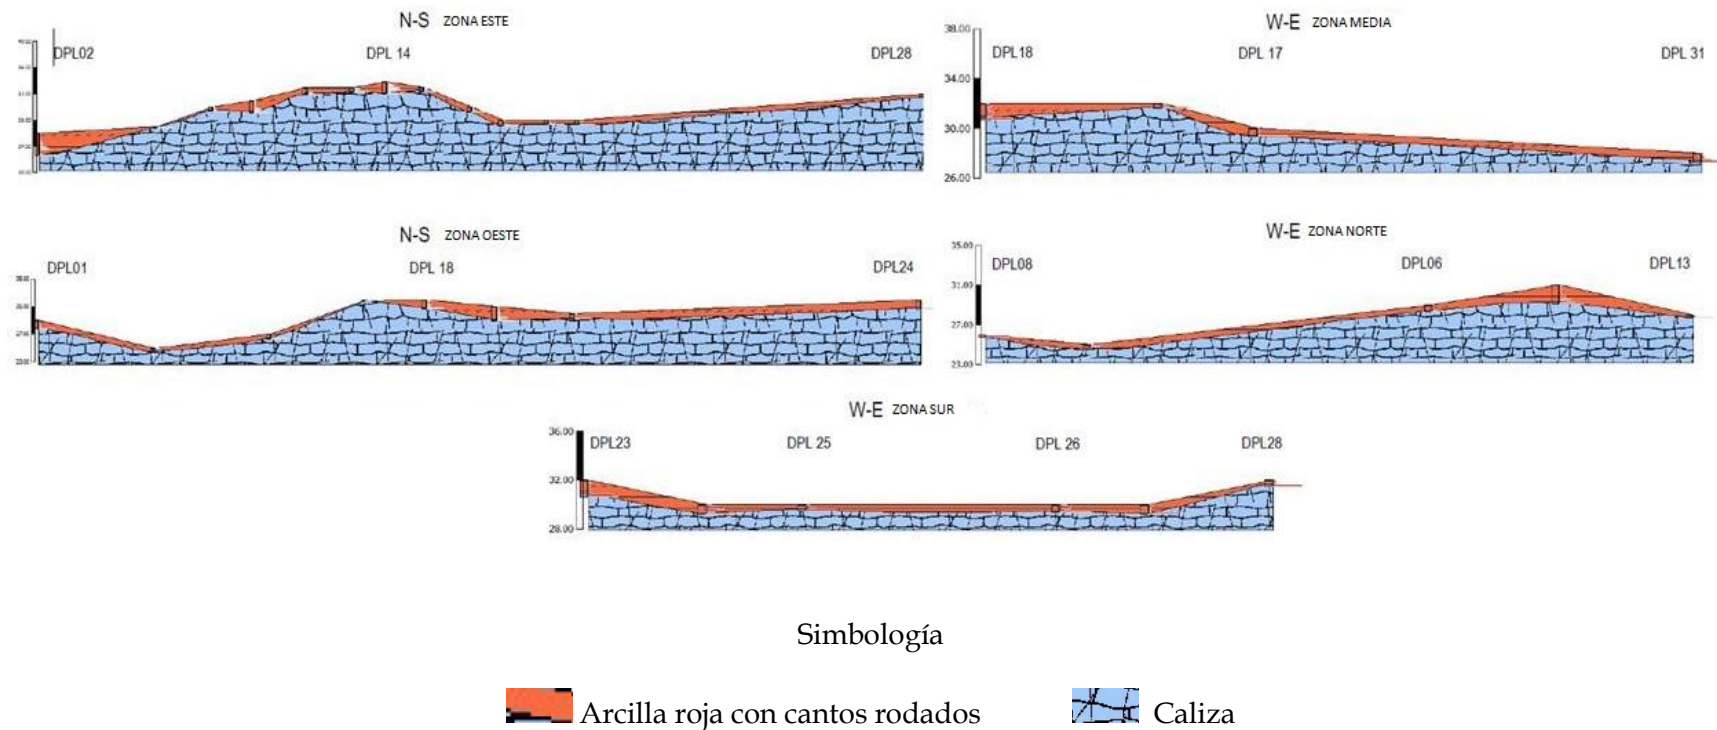 N-S ZONA ESTE
DPL02 DPL 14 DPL28
W-E ZONA MEDIA
38.00
DPL18 DPL 17 DPL 31
34.00
30.00
26.00
N-S ZONA OESTE
DPL01 DPL 18 DPL24
W-E ZONA NORTE
35.00
DPL08 DPL06 DPL13
31.00
27.00
23.00
W-E ZONA SUR
36.00
DPL23 DPL 25 DPL 26 DPL28
32.00
28.00
Simbología
Arcilla roja con cantos rodados Caliza